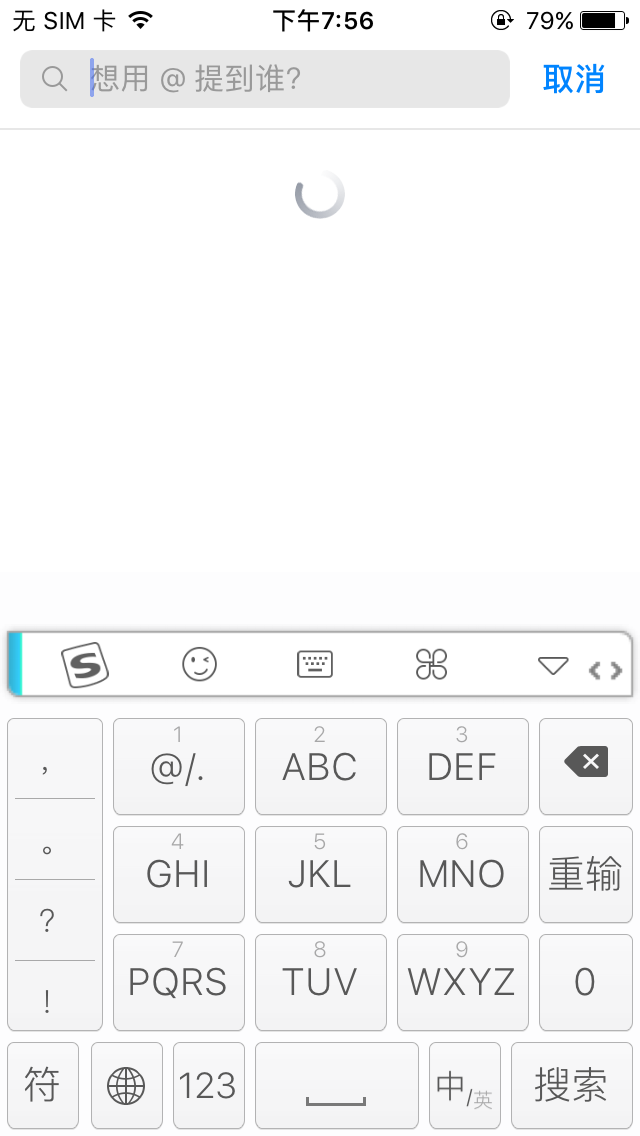 无 SIM 卡 下午7:56 79%
想用 @ 提到谁? 取消
S
, 1 2 3
@/. ABC DEF
。 4 5 6
GHI JKL MNO 重输
? 7 8 9
PQRS TUV WXYZ 0
!
符 123 中/英 搜索